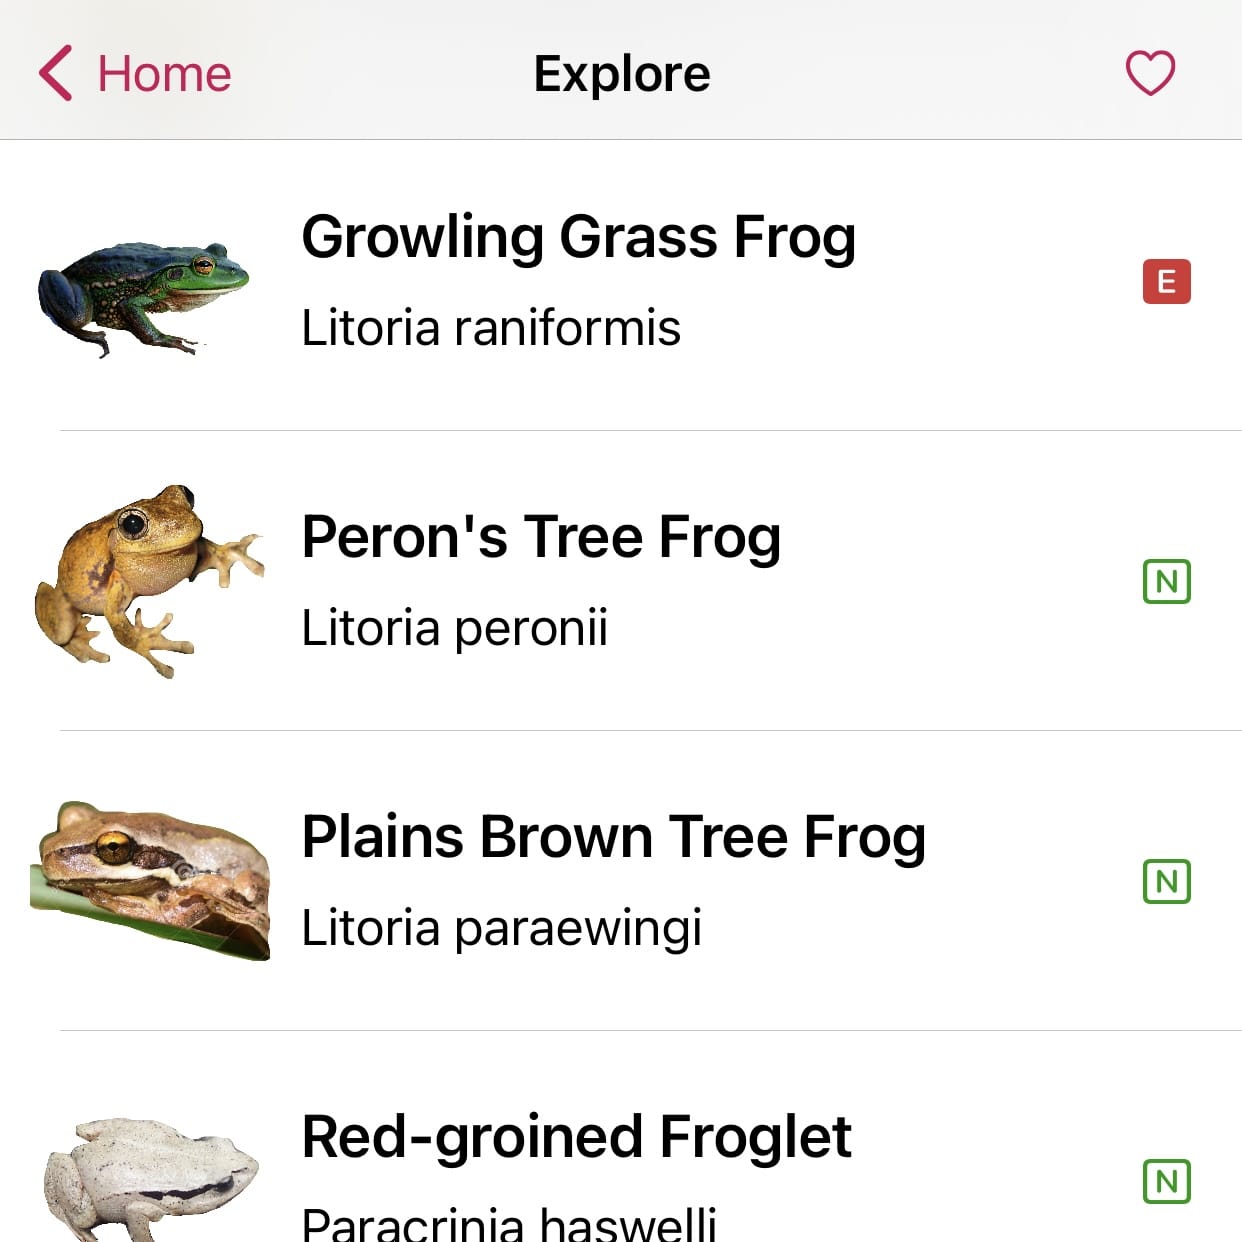 Home
Explore
Growling Grass Frog
Litoria raniformis
E
Peron's Tree Frog
Litoria peronii
N
Plains Brown Tree Frog
Litoria paraewingi
N
Red-groined Froglet
Paracrinia haswelli
N